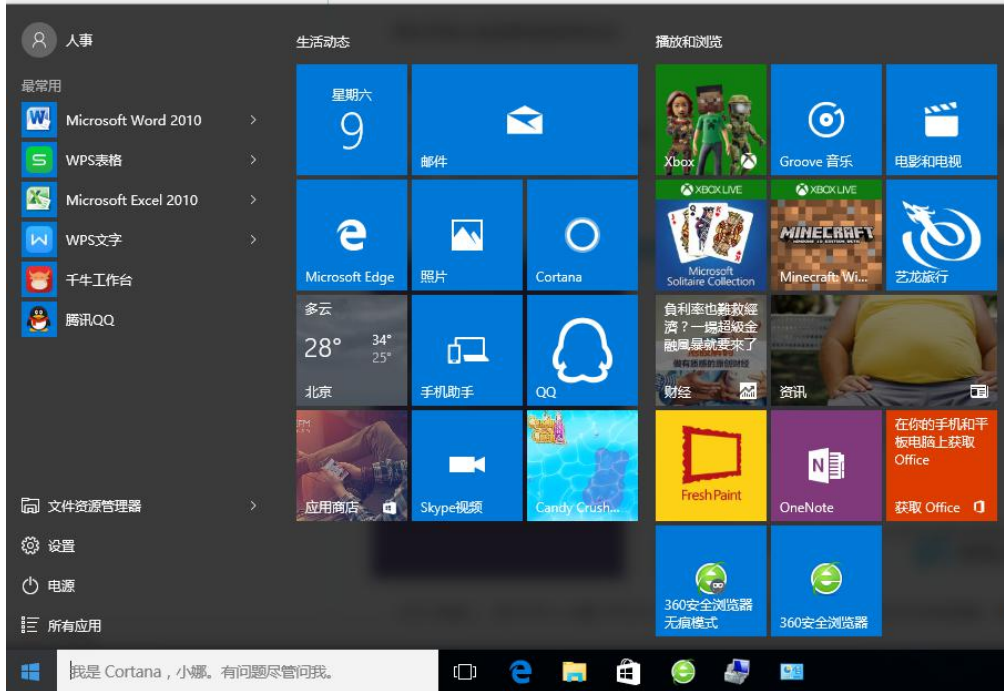 人事
最常用
Microsoft Word 2010
WPS表格
Microsoft Excel 2010
WPS文字
千牛工作台
腾讯QQ
文件资源管理器
设置
电源
所有应用
生活动态
星期六
9
邮件
Microsoft Edge
照片
Cortana
多云
28°
34°
25°
北京
手机助手
QQ
应用商店
Skype视频
Candy Crush...
播放和浏览
Xbox
Groove 音乐
电影和电视
XBOX LIVE
Microsoft
Solitaire Collection
XBOX LIVE
MINECRAFT
Minecraft: Wi...
艺龙旅行
負利率也難救經
濟？一場超級金
融風暴就要來了
财经
资讯
Fresh Paint
OneNote
在你的手机和平
板电脑上获取
Office
获取 Office
360安全浏览器
无痕模式
360安全浏览器
我是 Cortana，小娜。有问题尽管问我。